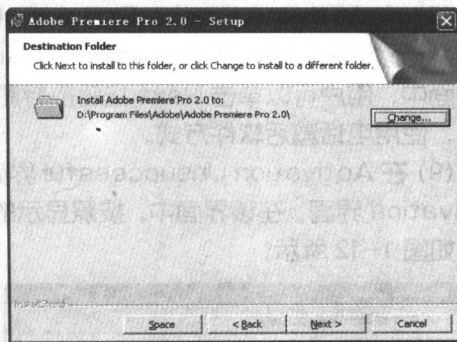 Adobe Premiere Pro 2.0 - Setup
Destination Folder
Click Next to install to this folder, or click Change to install to a different folder.
Install Adobe Premiere Pro 2.0 to:
D:\Program Files\Adobe\Adobe Premiere Pro 2.0\
Change...
InstallShield
Space
< Back
Next >
Cancel